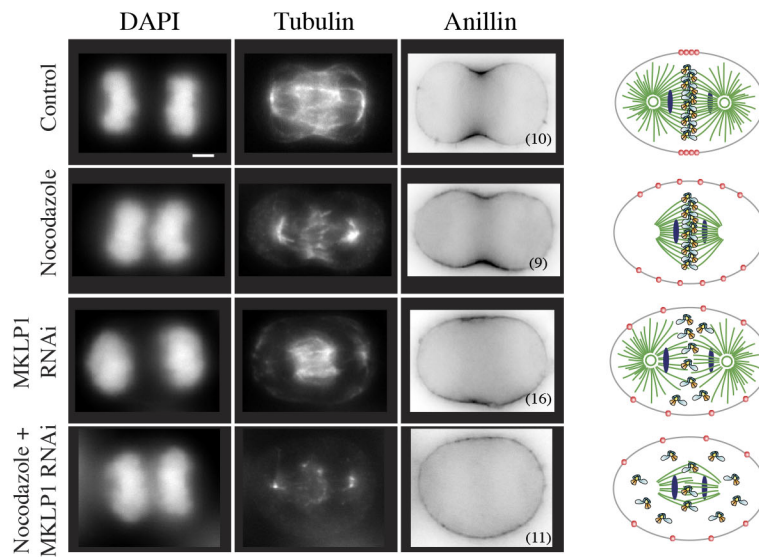 DAPI Tubulin Anillin
Control
(10)
Nocodazole
(9)
MKLP1
RNAi
(16)
Nocodazole +
MKLP1 RNAi
(11)